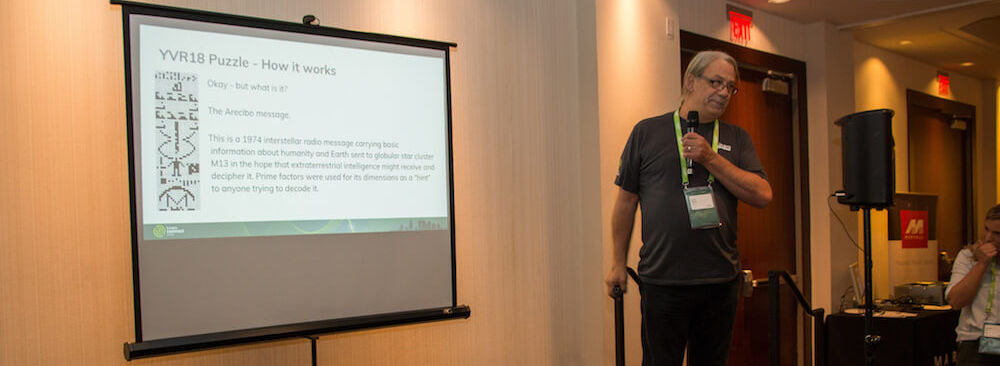 YVR18 Puzzle - How it works
Okay - but what is it?
The Arecibo message.
This is a 1974 interstellar radio message carrying basic
information about humanity and Earth sent to globular star cluster
M13 in the hope that extraterrestrial intelligence might receive and
decipher it. Prime factors were used for its dimensions as a "hint"
to anyone trying to decode it.
EXIT
EXIT
MARVELL
MAR